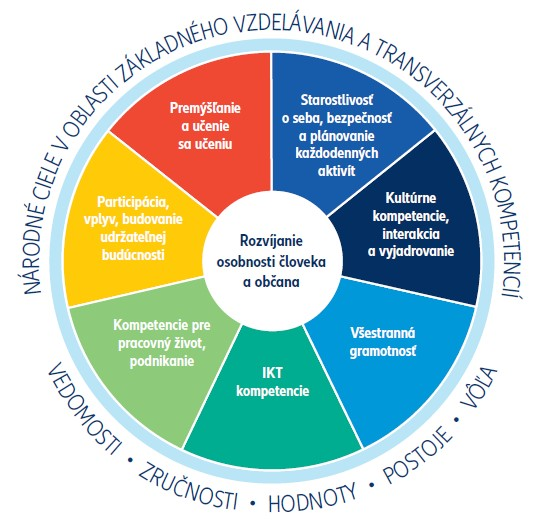 NÁRODNÉ CIELE V OBLASTI ZÁKLADNÉHO VZDELÁVANIA A TRANSVERZÁLNYCH KOMPETENCIÍ
Premýšľanie
a učenie
sa učeniu
Starostlivosť
o seba, bezpečnosť
a plánovanie
každodenných
aktivít
Participácia,
vplyv, budovanie
udržateľnej
budúcnosti
Kultúrne
kompetencie,
interakcia
a vyjadrovanie
Rozvíjanie
osobnosti človeka
a občana
Kompetencie pre
pracovný život,
podnikanie
Všestranná
gramotnosť
IKT
kompetencie
VEDOMOSTI • ZRUČNOSTI • HODNOTY • POSTOJE • VÔĽA